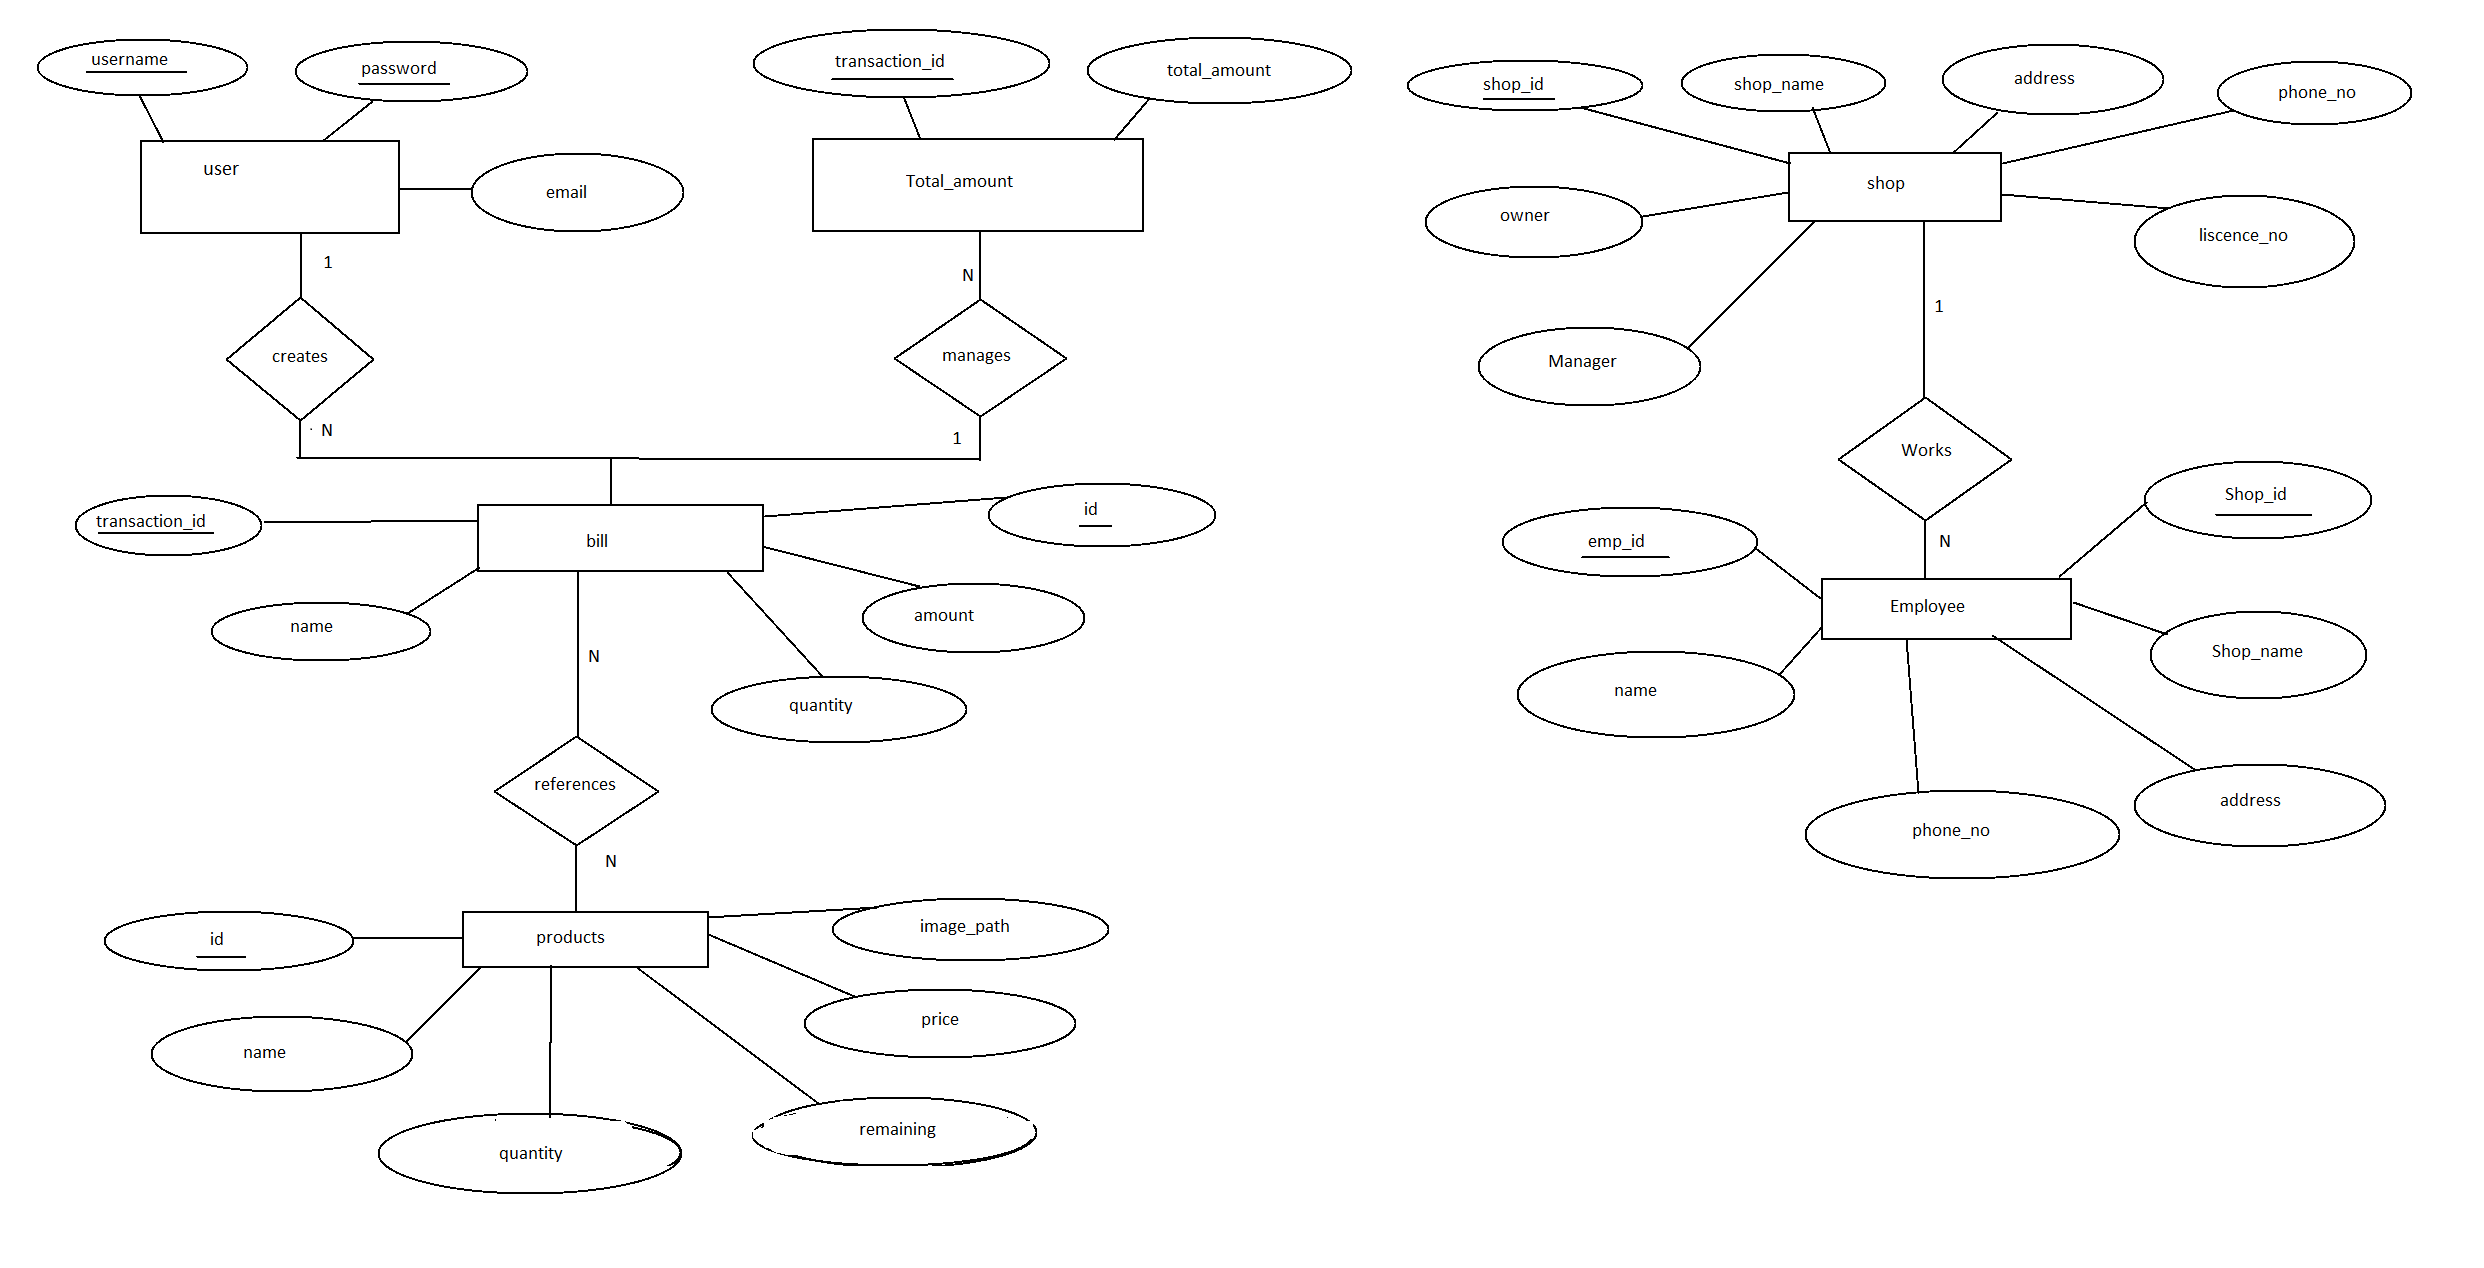 username
password
transaction_id
total_amount
shop_id
shop_name
address
phone_no
user
email
Total_amount
shop
owner
liscence_no
1
N
1
creates
manages
Manager
N
1
Works
transaction_id
bill
id
emp_id
Shop_id
N
name
amount
Employee
N
quantity
name
Shop_name
references
phone_no
address
N
id
products
image_path
name
price
quantity
remaining